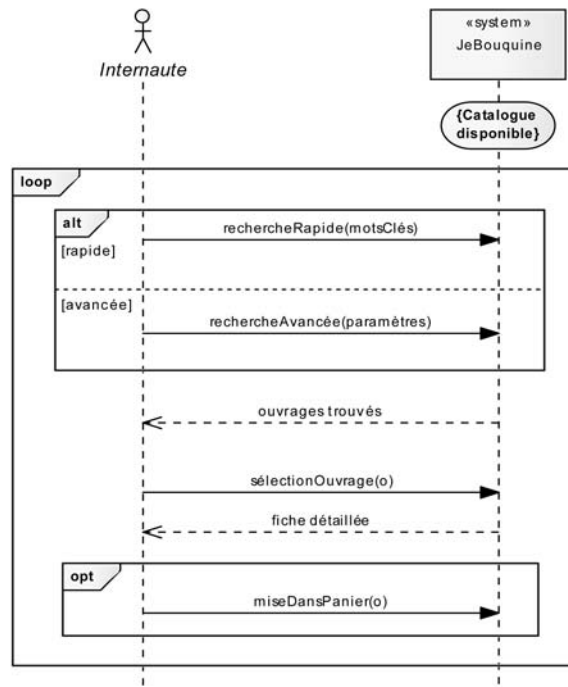 «system»
JeBouquine
Internaute
{Catalogue
disponible}
loop
alt
rechercheRapide(motsClés)
[rapide]
[avancée]
rechercheAvancée(paramètres)
ouvrages trouvés
sélectionOuvrage(o)
fiche détaillée
opt
miseDansPanier(o)